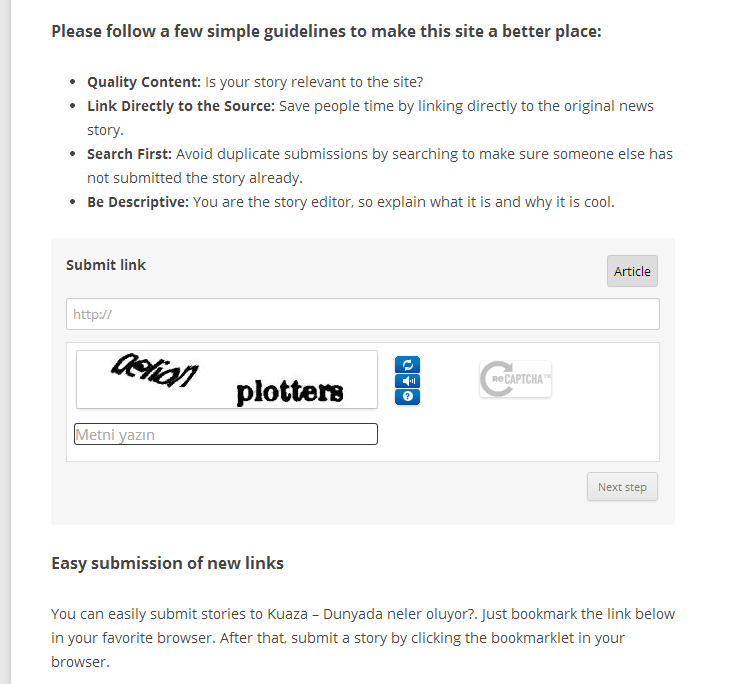 Please follow a few simple guidelines to make this site a better place:
• Quality Content: Is your story relevant to the site?
• Link Directly to the Source: Save people time by linking directly to the original news
story.
• Search First: Avoid duplicate submissions by searching to make sure someone else has
not submitted the story already.
• Be Descriptive: You are the story editor, so explain what it is and why it is cool.
Submit link
Article
http://
plotters
ReCAPTCHA™
Metni yazın
Next step
Easy submission of new links
You can easily submit stories to Kuaza – Dunyada neler oluyor?. Just bookmark the link below
in your favorite browser. After that, submit a story by clicking the bookmarklet in your
browser.